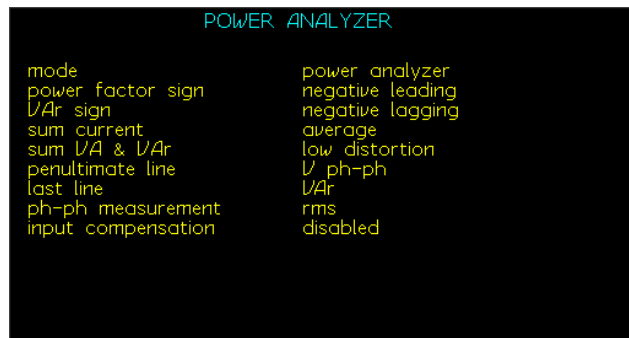 POWER ANALYZER
mode power analyzer
power factor sign negative leading
VAr sign negative lagging
sum current average
sum VA & VAr low distortion
penultimate line V ph-ph
last line VAr
ph-ph measurement rms
input compensation disabled